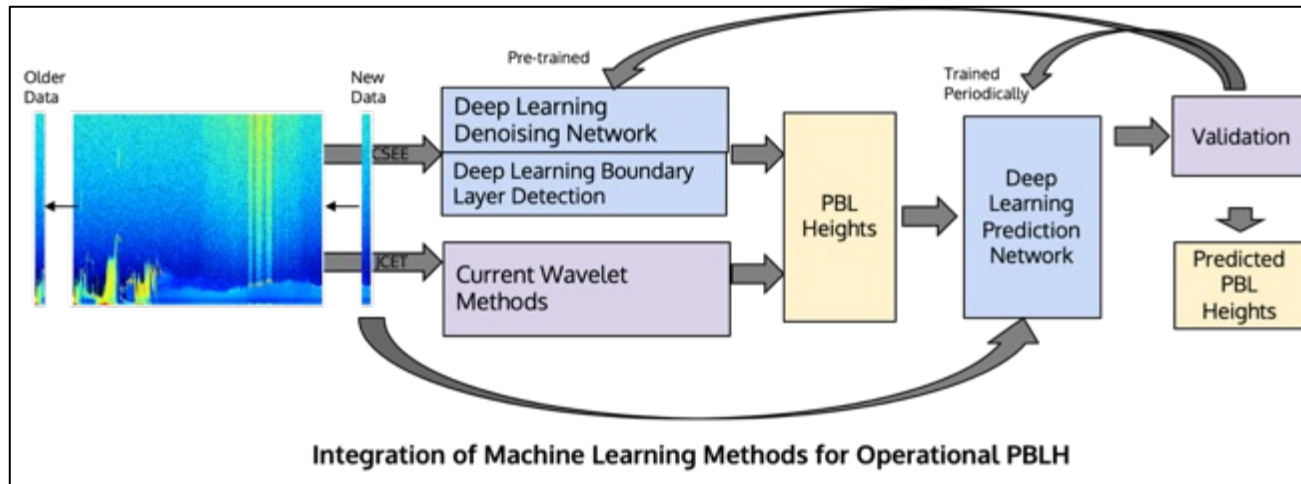 Older
Data
New
Data
Pre-trained
CSEE
Deep Learning
Denoising Network
Deep Learning Boundary
Layer Detection
JCET
Current Wavelet
Methods
PBL
Heights
Trained
Periodically
Deep
Learning
Prediction
Network
Validation
Predicted
PBL
Heights
Integration of Machine Learning Methods for Operational PBLH